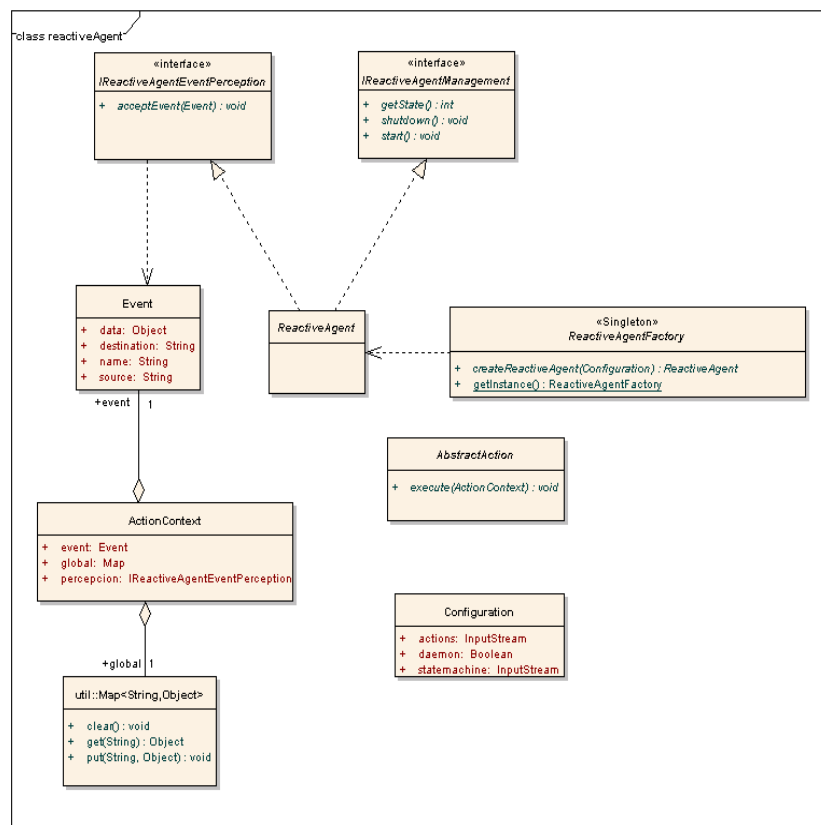 class reactiveAgent
«interface»
IReactiveAgentEventPerception
+ acceptEvent(Event) : void
«interface»
IReactiveAgentManagement
+ getState() : int
+ shutdown() : void
+ start() : void
Event
+ data: Object
+ destination: String
+ name: String
+ source: String
ReactiveAgent
«Singleton»
ReactiveAgentFactory
+ createReactiveAgent(Configuration) : ReactiveAgent
+ getInstance() : ReactiveAgentFactory
+event 1
AbstractAction
+ execute(ActionContext) : void
ActionContext
+ event: Event
+ global: Map
+ percepcion: IReactiveAgentEventPerception
Configuration
+ actions: InputStream
+ daemon: Boolean
+ statemachine: InputStream
+global 1
util::Map<String,Object>
+ clear() : void
+ get(String) : Object
+ put(String, Object) : void